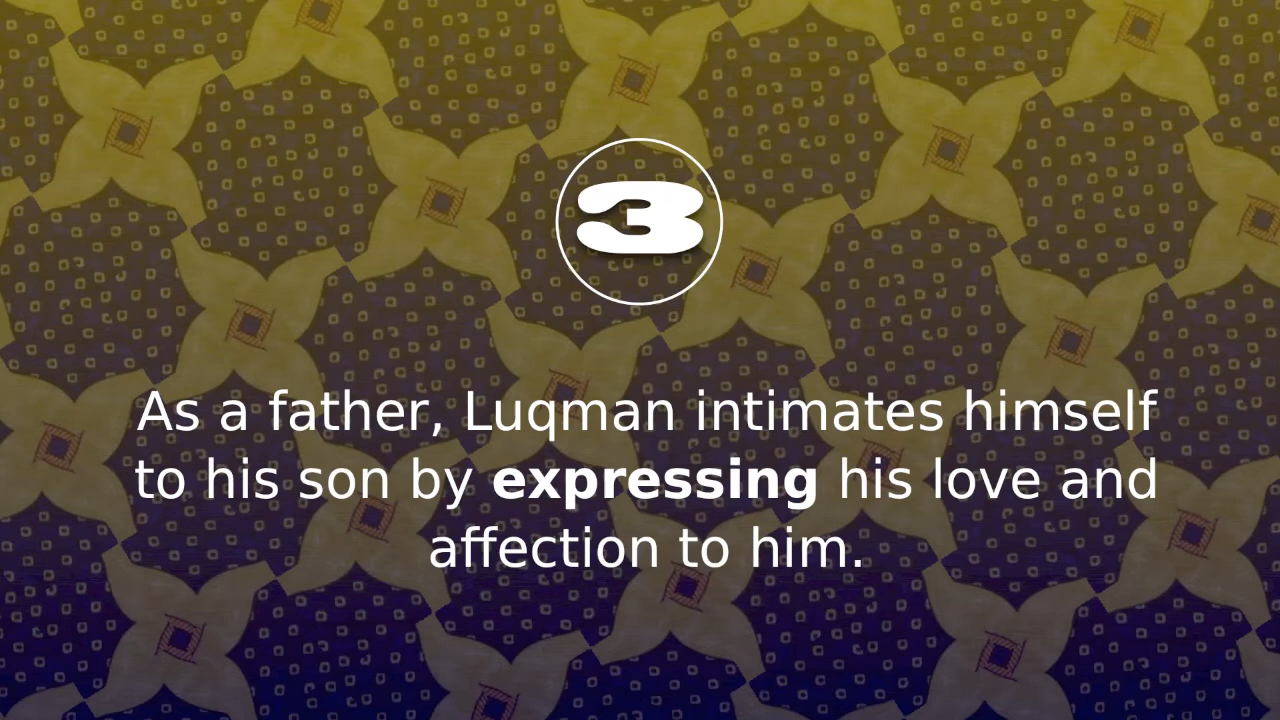 3
As a father, Luqman intimates himself
to his son by expressing his love and
affection to him.